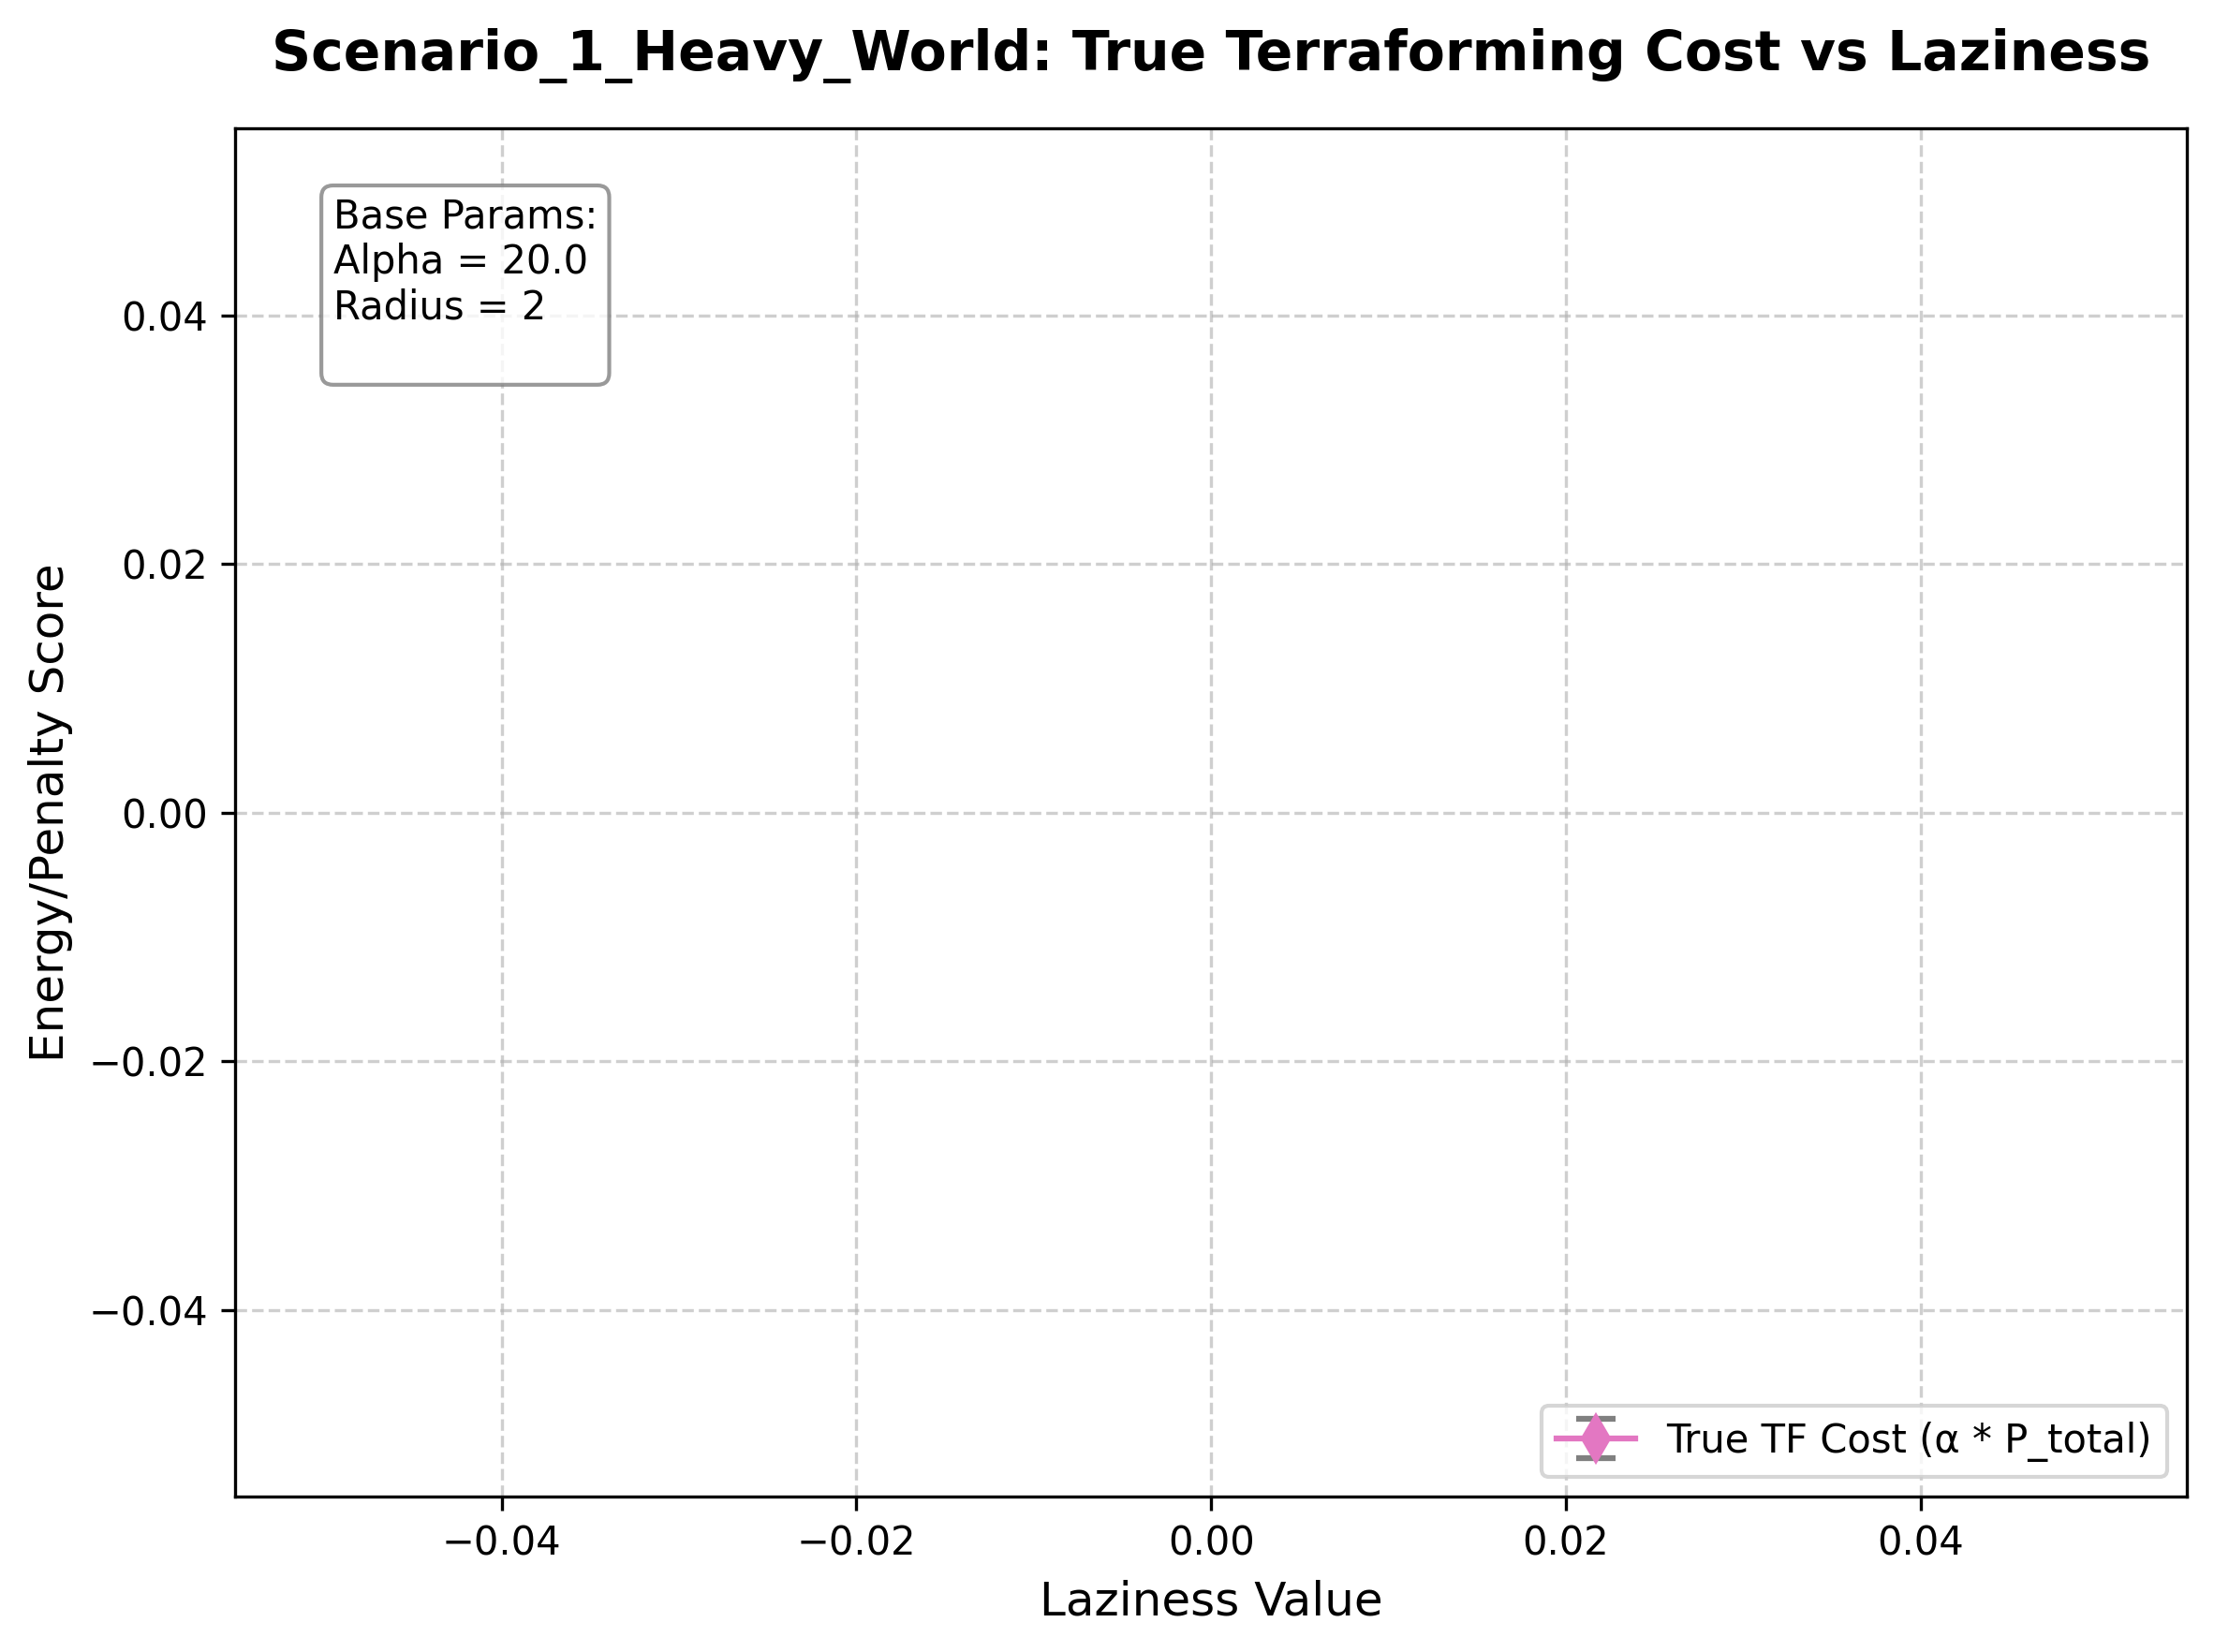 Scenario_1_Heavy_World: True Terraforming Cost vs Laziness
Base Params:
Alpha = 20.0
Radius = 2
Energy/Penalty Score
0.04
0.02
0.00
−0.02
−0.04
True TF Cost (α * P_total)
−0.04
−0.02
0.00
0.02
0.04
Laziness Value